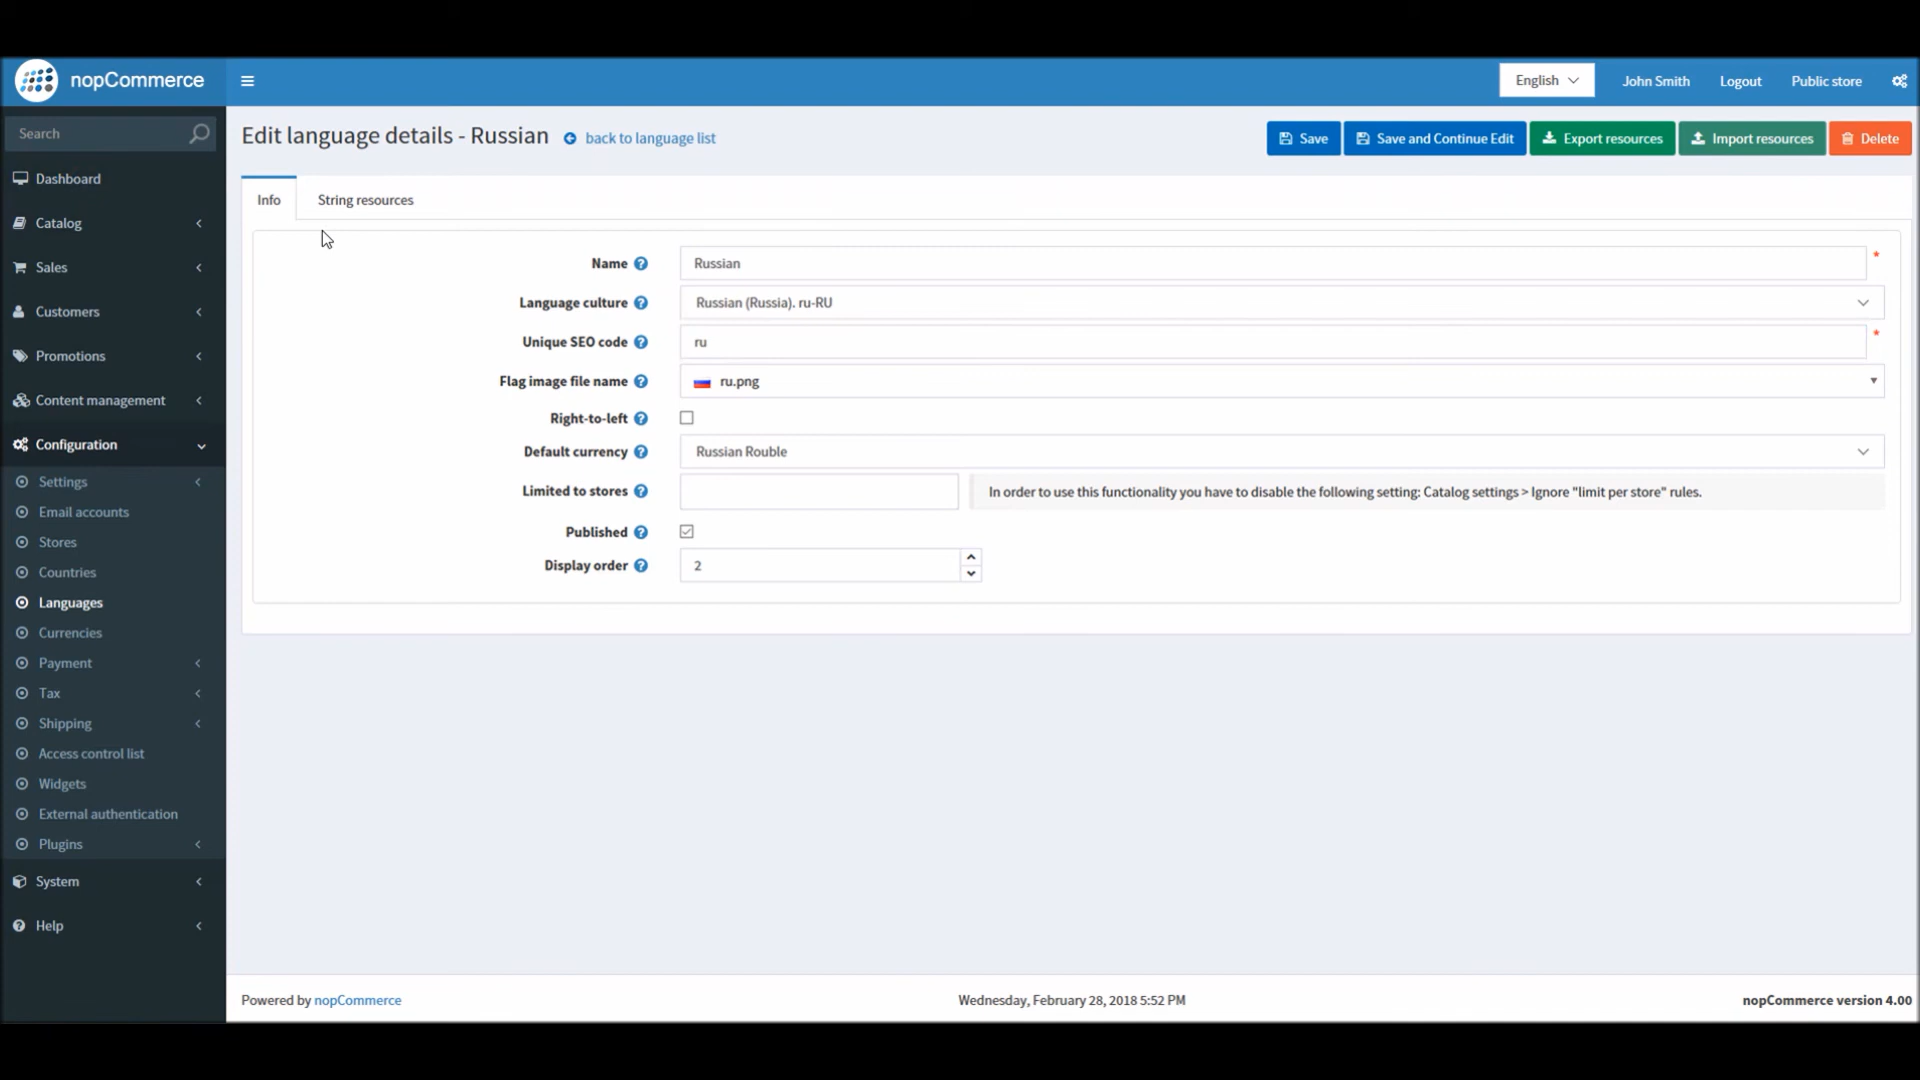 nopCommerce
English
John Smith
Logout
Public store
Search
Edit language details - Russian
back to language list
Save
Save and Continue Edit
Export resources
Import resources
Delete
Dashboard
Catalog
Sales
Customers
Promotions
Content management
Configuration
Settings
Email accounts
Stores
Countries
Languages
Currencies
Payment
Tax
Shipping
Access control list
Widgets
External authentication
Plugins
System
Help
Info
String resources
Name
Russian
*
Language culture
Russian (Russia). ru-RU
Unique SEO code
ru
*
Flag image file name
ru.png
Right-to-left
Default currency
Russian Rouble
Limited to stores
In order to use this functionality you have to disable the following setting: Catalog settings > Ignore "limit per store" rules.
Published
Display order
2
Powered by nopCommerce
Wednesday, February 28, 2018 5:52 PM
nopCommerce version 4.00